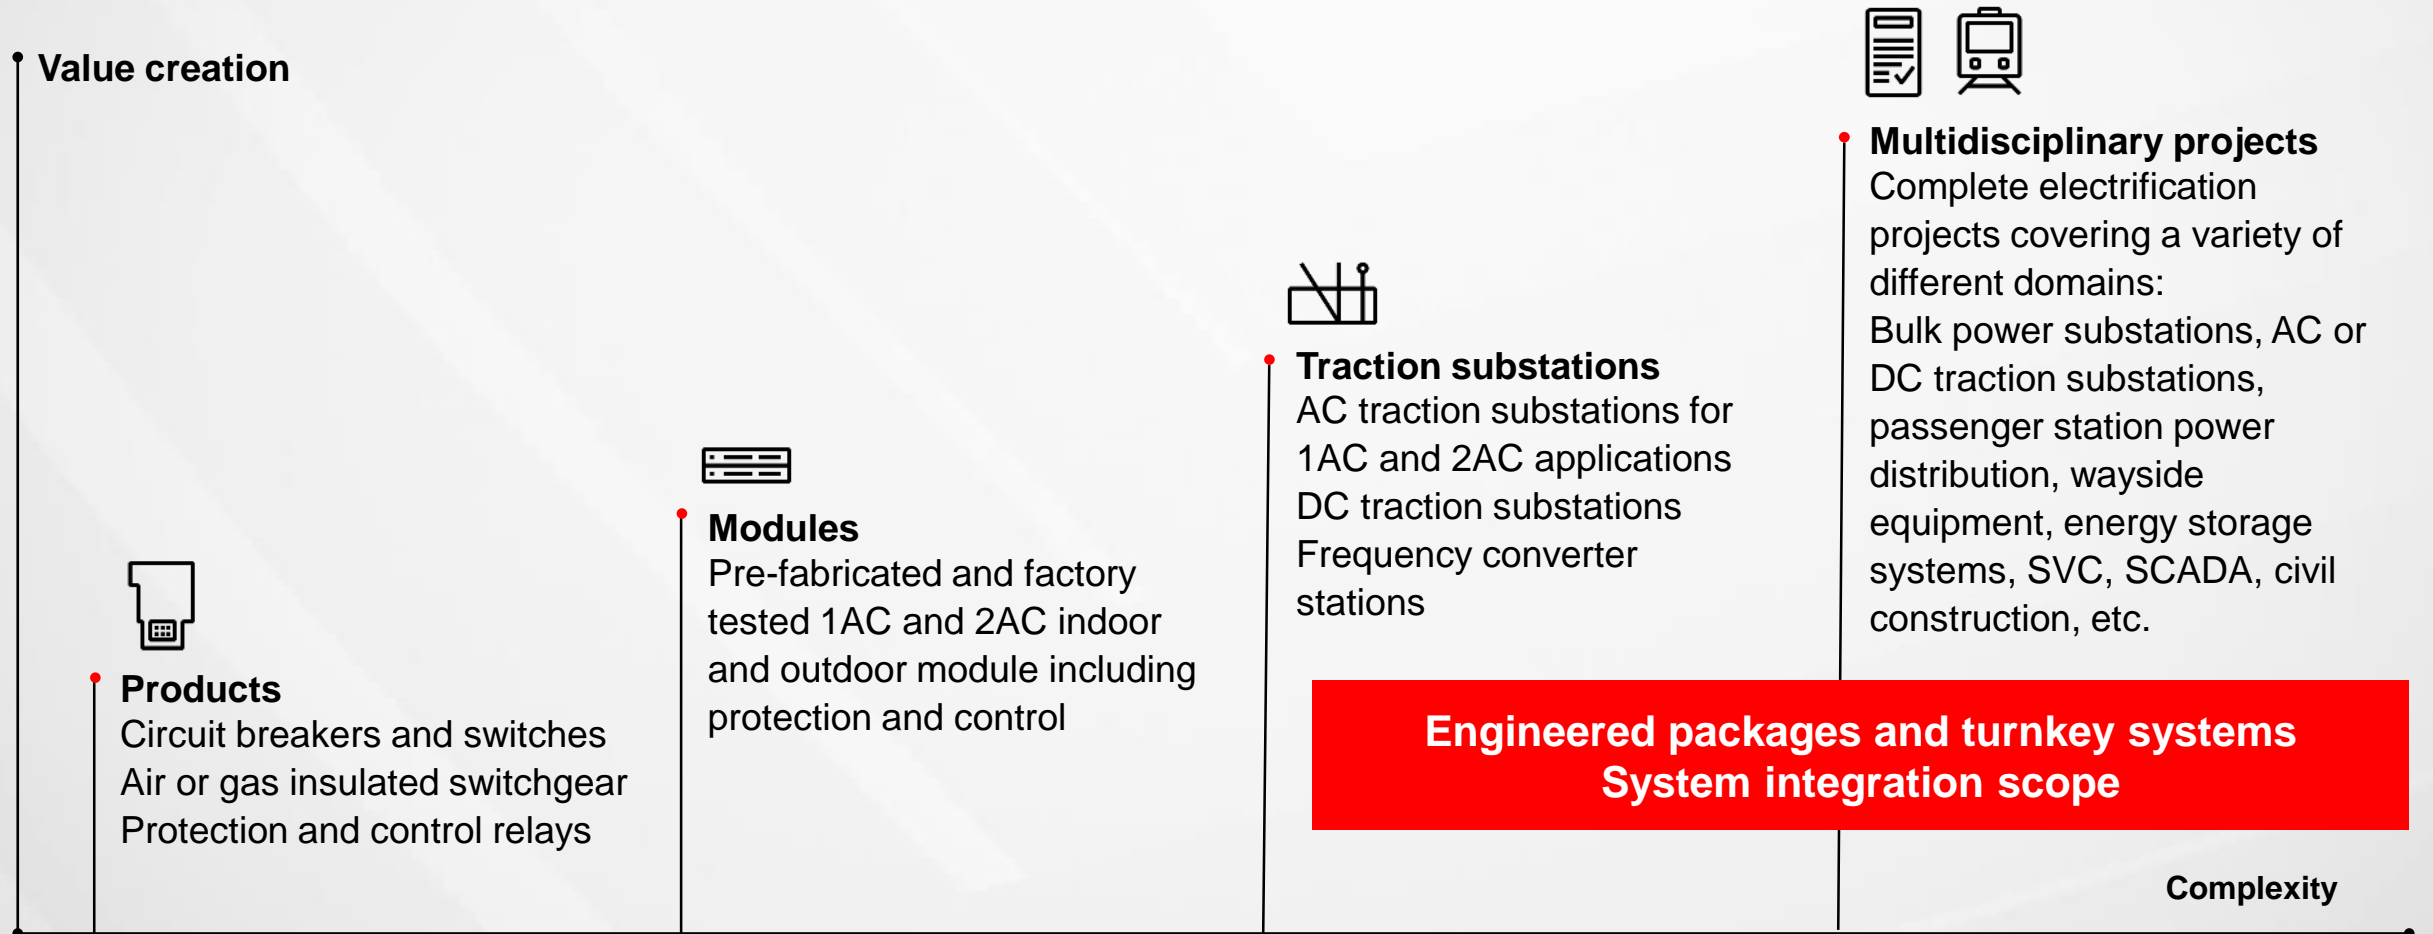 Value creation
Products
Circuit breakers and switches
Air or gas insulated switchgear
Protection and control relays
Modules
Pre-fabricated and factory
tested 1AC and 2AC indoor
and outdoor module including
protection and control
Traction substations
AC traction substations for
1AC and 2AC applications
DC traction substations
Frequency converter
stations
Multidisciplinary projects
Complete electrification
projects covering a variety of
different domains:
Bulk power substations, AC or
DC traction substations,
passenger station power
distribution, wayside
equipment, energy storage
systems, SVC, SCADA, civil
construction, etc.
Engineered packages and turnkey systems
System integration scope
Complexity